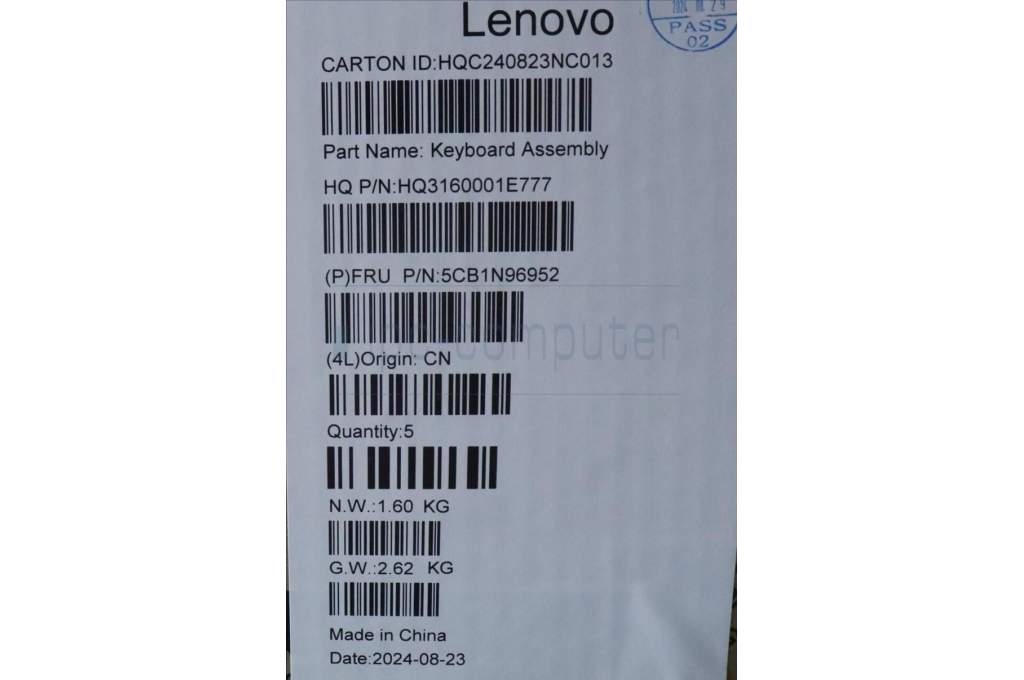 Lenovo
PASS
02
CARTON ID:HQC240823NC013
Part Name: Keyboard Assembly
HQ P/N:HQ3160001E777
(P)FRU P/N:5CB1N96952
computer
(4L)Origin: CN
Quantity:5
N.W.:1.60 KG
G.W.:2.62 KG
Made in China
Date:2024-08-23